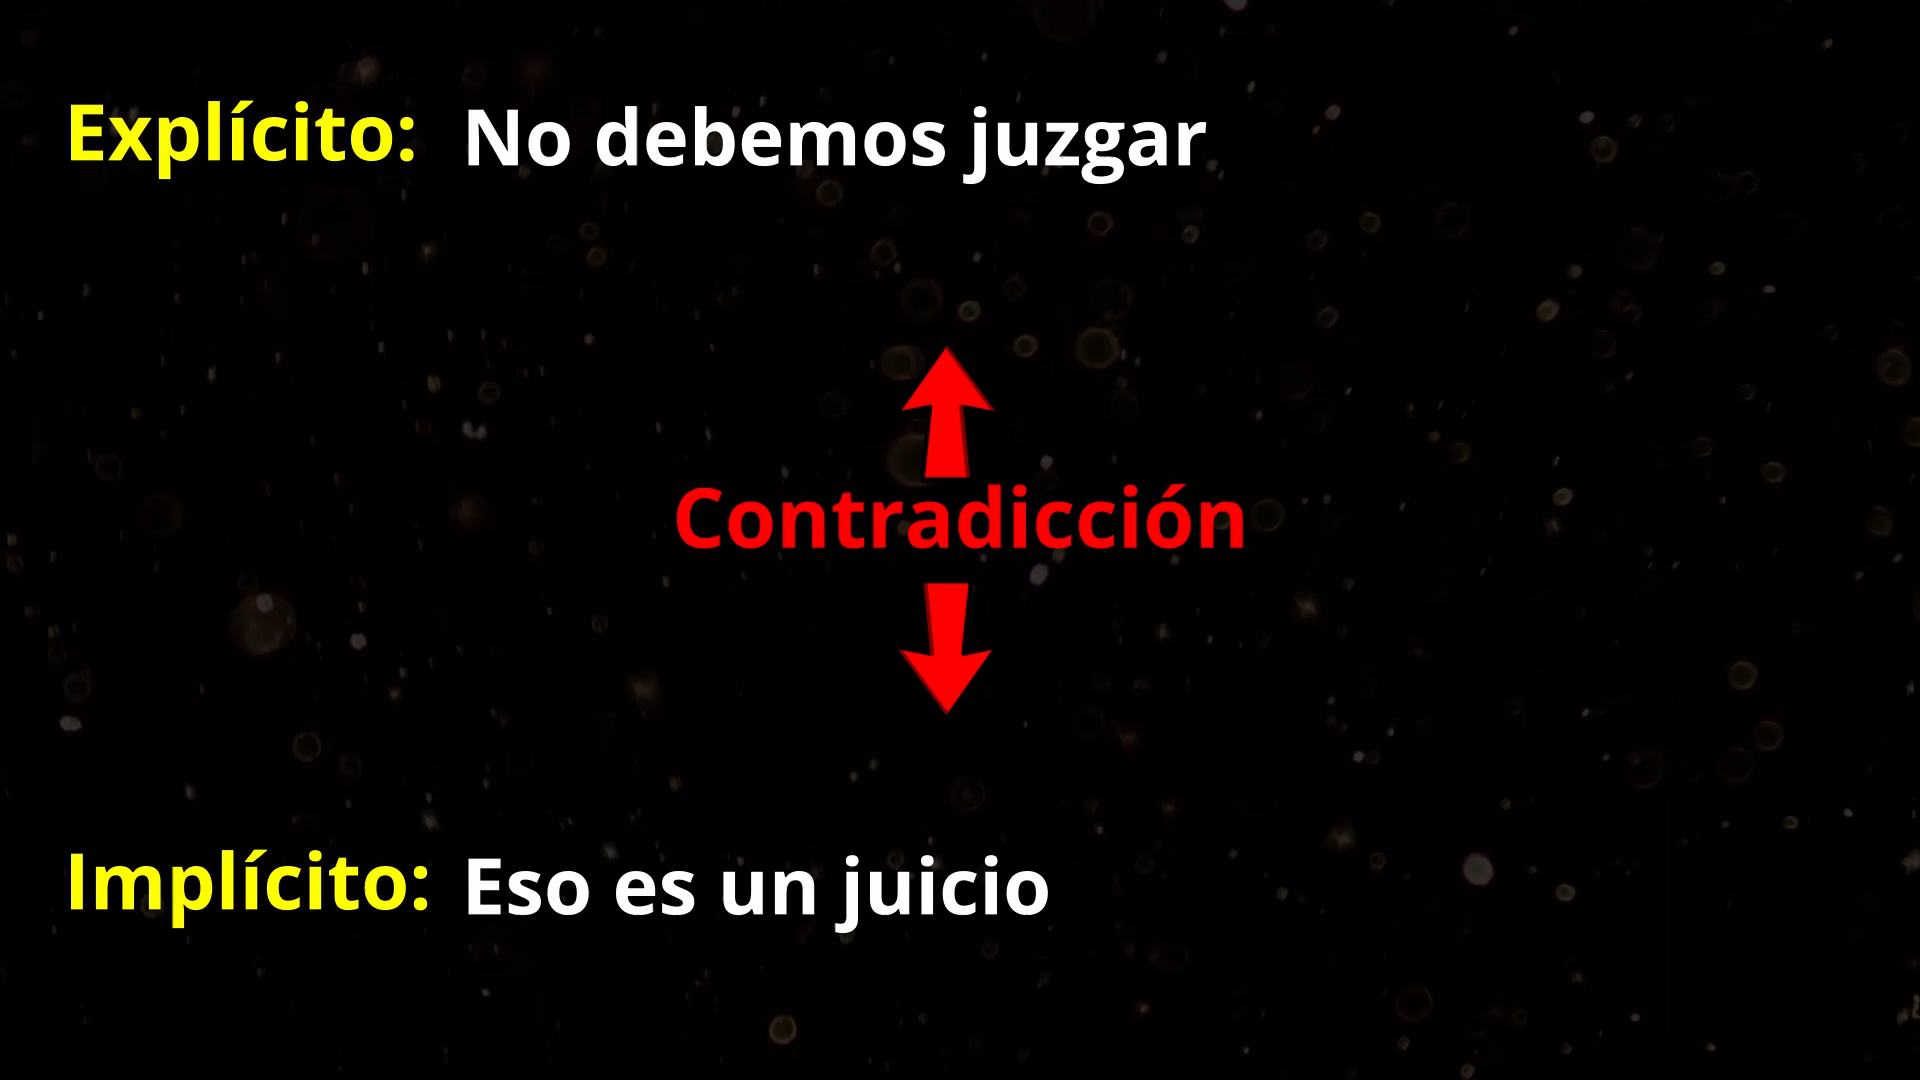 Explícito: No debemos juzgar
Contradicción
Implícito: Eso es un juicio